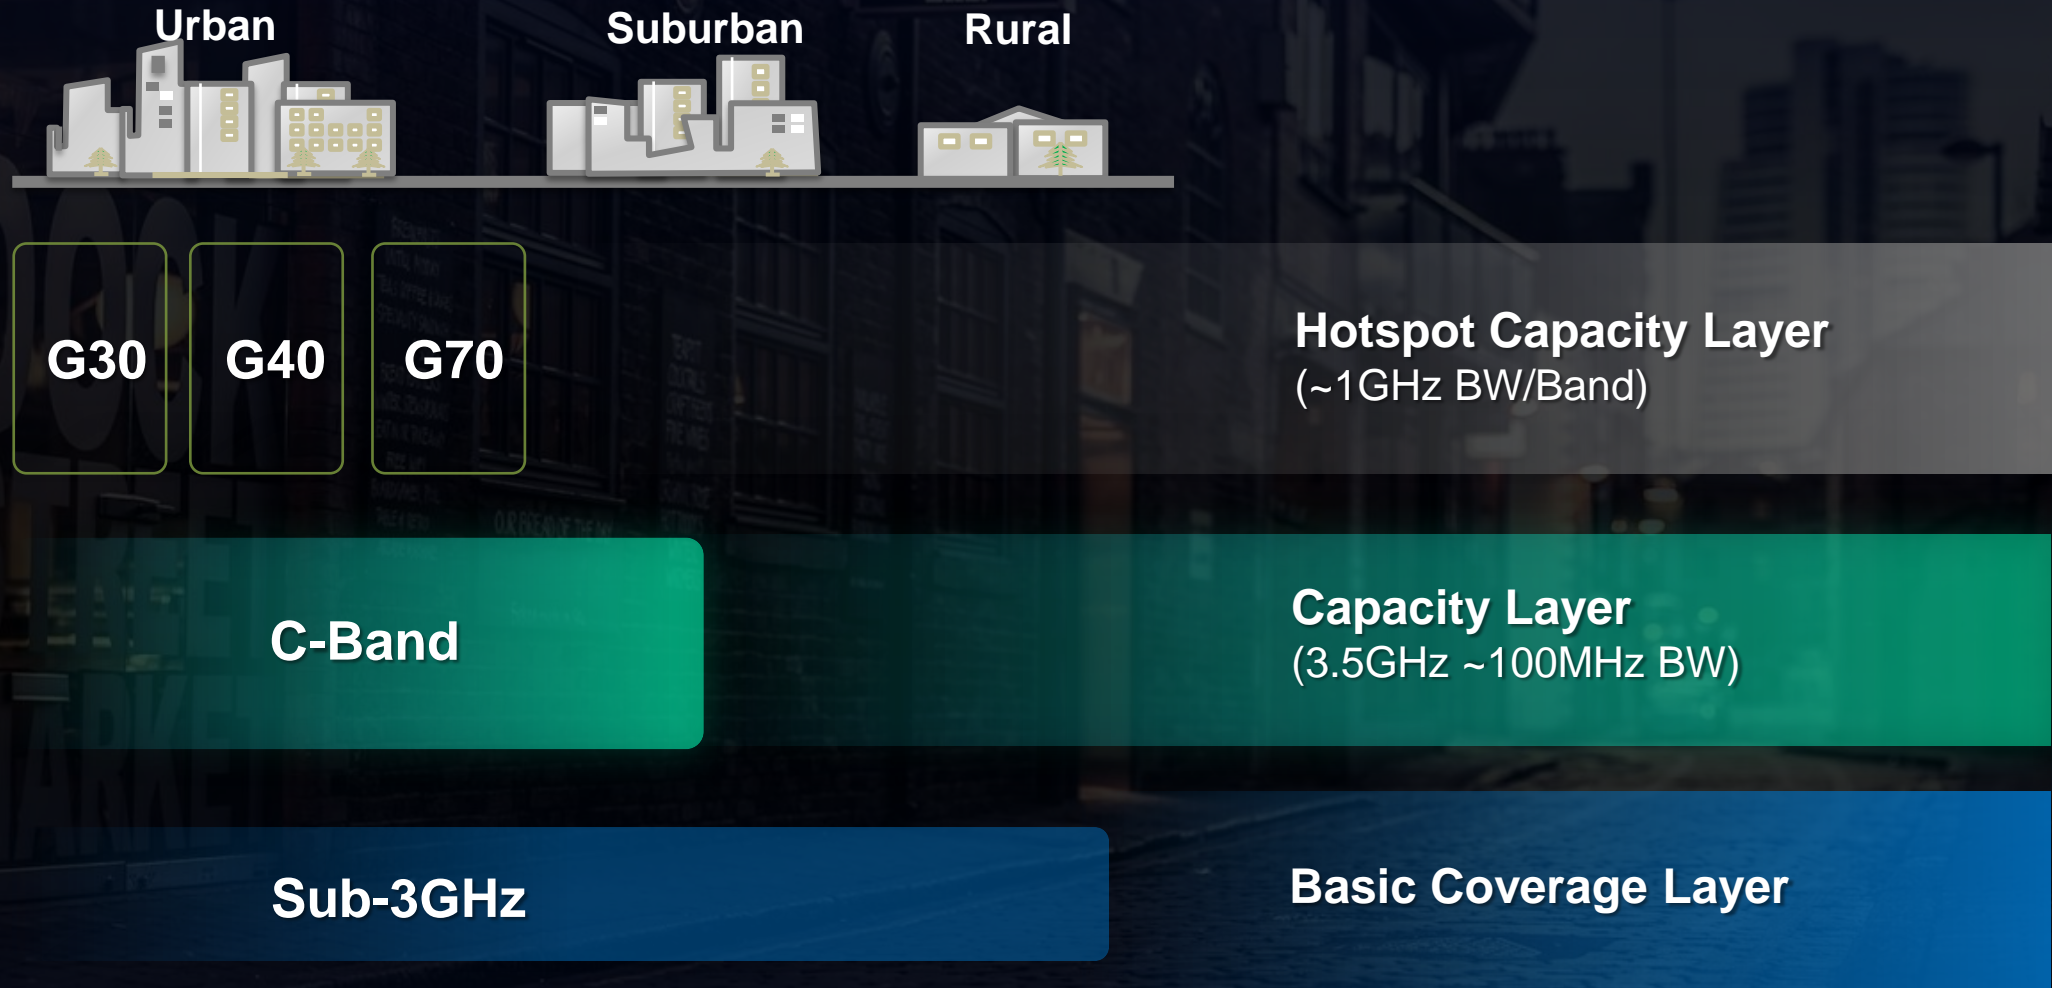 Urban
Suburban
Rural
G30
G40
G70
Hotspot Capacity Layer
(~1GHz BW/Band)
C-Band
Capacity Layer
(3.5GHz ~100MHz BW)
Sub-3GHz
Basic Coverage Layer